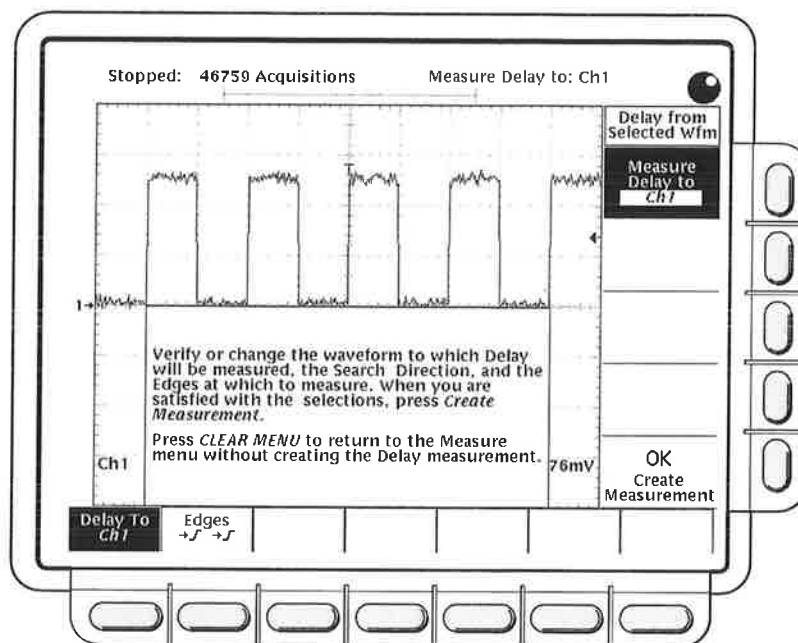 Stopped: 46759 Acquisitions
Measure Delay to: Ch1
Delay from
Selected Wfm
Measure
Delay to
Ch1
T
1→
Verify or change the waveform to which Delay
will be measured, the Search Direction, and the
Edges at which to measure. When you are
satisfied with the selections, press Create
Measurement.
Press CLEAR MENU to return to the Measure
menu without creating the Delay measurement.
Ch1
76mV
OK
Create
Measurement
Delay To
Ch1
Edges